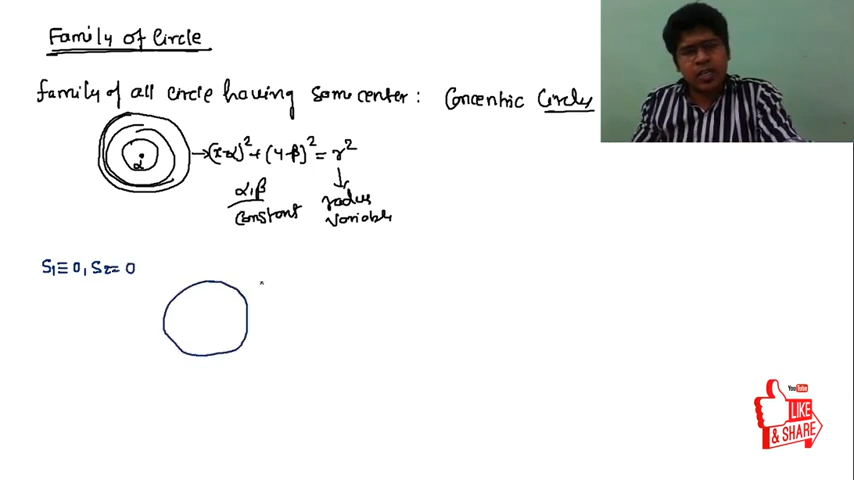 Family of Circle
Family of all circle having same center : Concentric Circles
α
(x-α)² + (y-β)² = r²
α, β
constant
radius
variable
S₁ ≡ 0, S₂ = 0
YouTube
LIKE
& SHARE